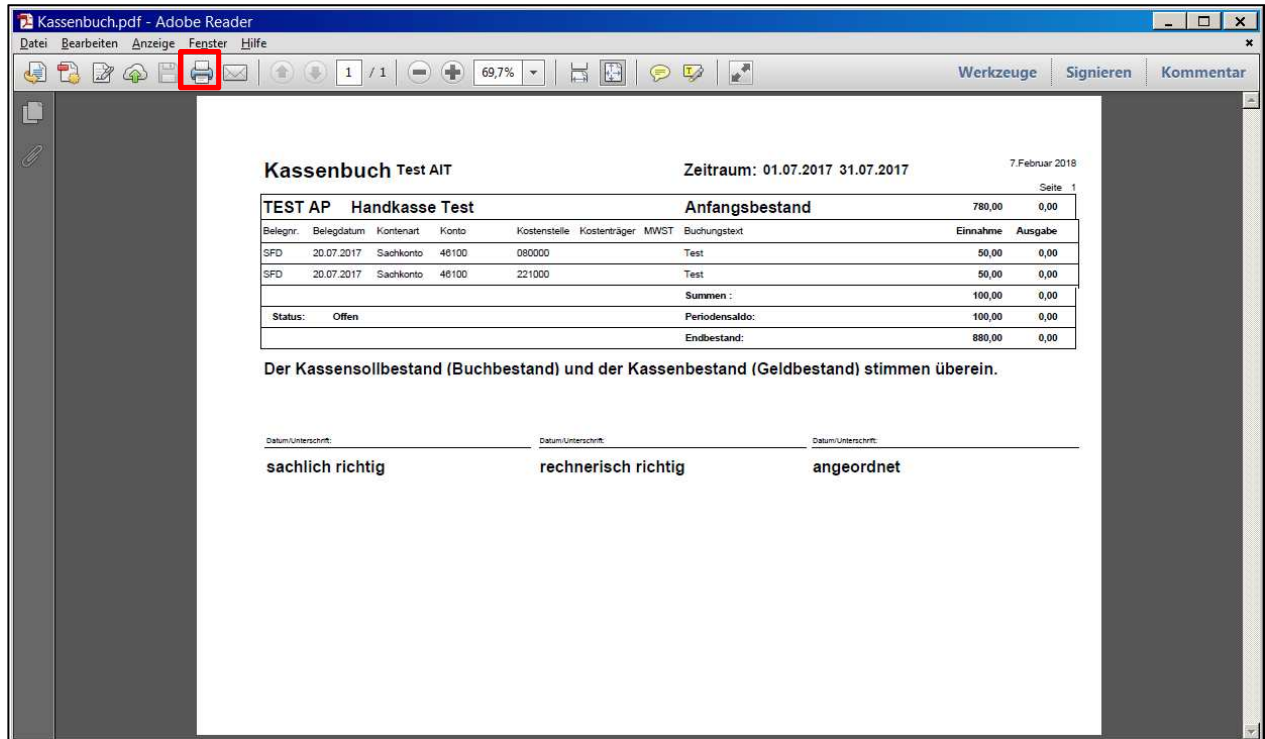 Kassenbuch.pdf - Adobe Reader
Datei Bearbeiten Anzeige Fenster Hilfe
1 / 1 69,7% Werkzeuge Signieren Kommentar
Kassenbuch Test AIT Zeitraum: 01.07.2017 31.07.2017 7.Februar 2018
Seite 1
TEST AP Handkasse Test Anfangsbestand 780,00 0,00
Belegnr. Belegdatum Kontenart Konto Kostenstelle Kostenträger MWST Buchungstext Einnahme Ausgabe
SFD 20.07.2017 Sachkonto 46100 080000 Test 50,00 0,00
SFD 20.07.2017 Sachkonto 46100 221000 Test 50,00 0,00
Summen : 100,00 0,00
Status: Offen Periodensaldo: 100,00 0,00
Endbestand: 880,00 0,00
Der Kassensollbestand (Buchbestand) und der Kassenbestand (Geldbestand) stimmen überein.
Datum/Unterschrift: Datum/Unterschrift: Datum/Unterschrift:
sachlich richtig rechnerisch richtig angeordnet